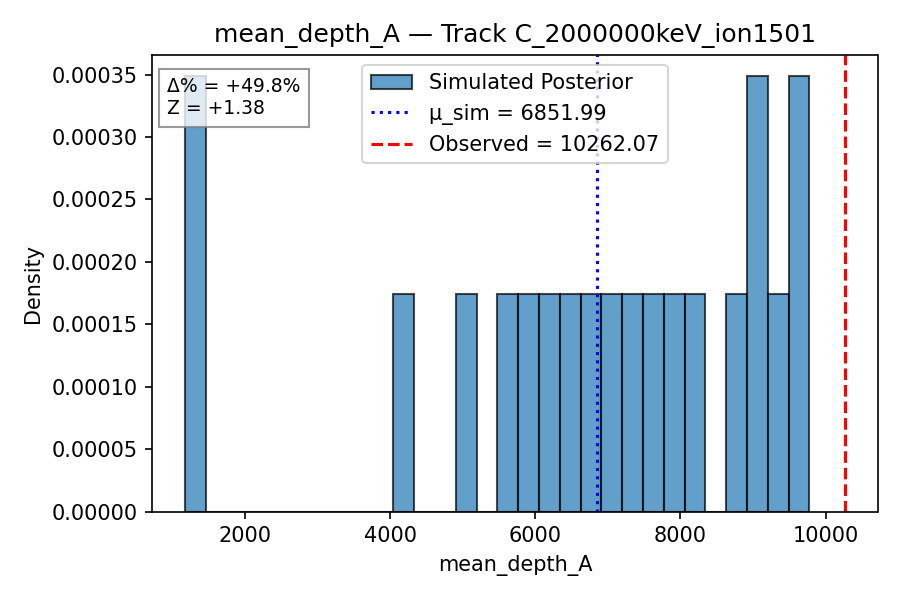 mean_depth_A — Track C_2000000keV_ion1501
Δ% = +49.8%
Z = +1.38
Simulated Posterior
μ_sim = 6851.99
Observed = 10262.07
Density
0.00035
0.00030
0.00025
0.00020
0.00015
0.00010
0.00005
0.00000
2000
4000
6000
8000
10000
mean_depth_A